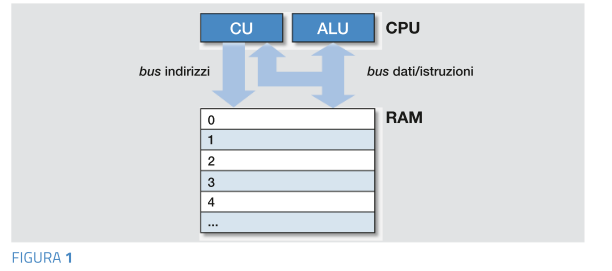 CU ALU CPU
bus indirizzi bus dati/istruzioni
RAM
0
1
2
3
4
...
FIGURA 1